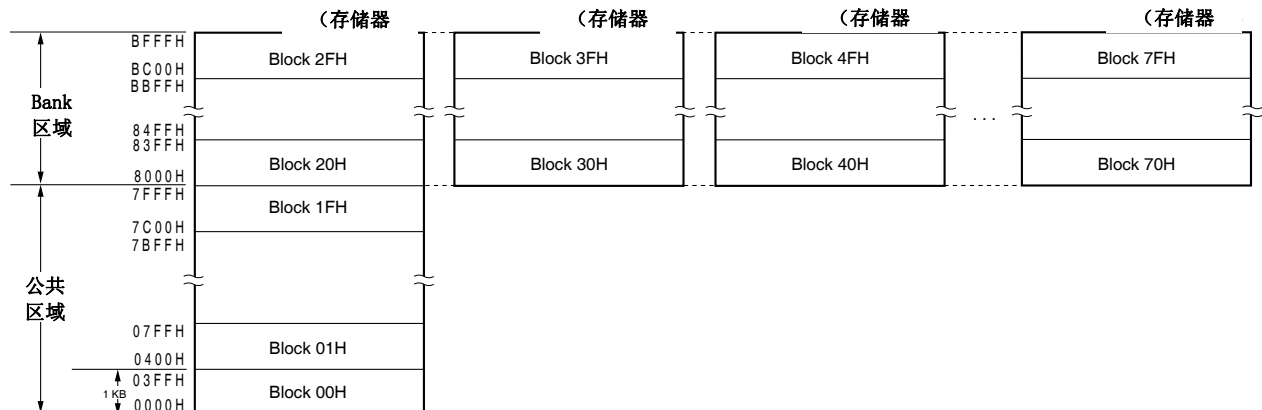 （存储器 （存储器 （存储器 （存储器
BFFFH Block 2FH Block 3FH Block 4FH Block 7FH
BC00H
BBFFH
Bank
区域
84FFH
83FFH
. . .
Block 20H Block 30H Block 40H Block 70H
8000H
7FFFH
Block 1FH
7C00H
7BFFH
公共
区域
07FFH
Block 01H
0400H
03FFH
1 KB
Block 00H
0000H